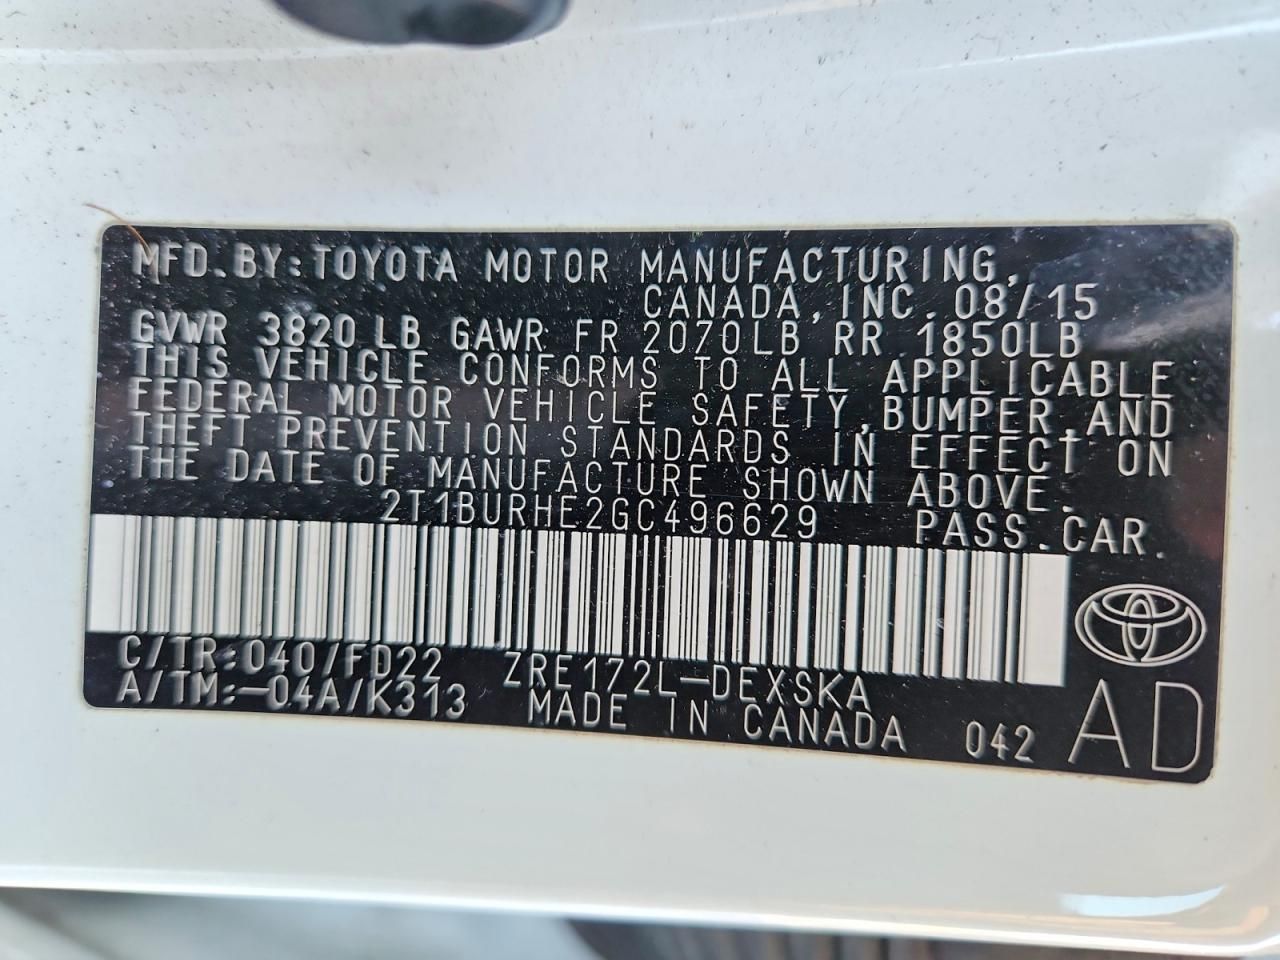 MFD.BY:TOYOTA MOTOR MANUFACTURING,
CANADA,INC.08/15
GVWR 3820LB GAWR FR 2070LB RR 1850LB
THIS VEHICLE CONFORMS TO ALL APPLICABLE
FEDERAL MOTOR VEHICLE SAFETY,BUMPER,AND
THEFT PREVENTION STANDARDS IN EFFECT ON
THE DATE OF MANUFACTURE SHOWN ABOVE.
2T1BURHE2GC496629 PASS.CAR.
C/TR:040/FD22 ZRE172L-DEXSKA
A/TM:-04A/K313 MADE IN CANADA 042 AD